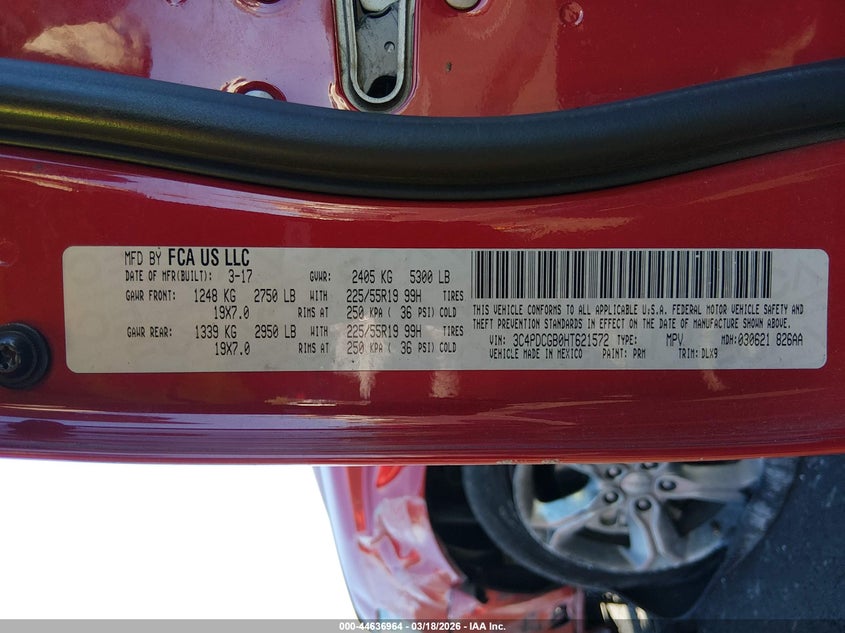 MFD BY FCA US LLC
DATE OF MFR(BUILT): 3-17 GVWR: 2405 KG 5300 LB
GAWR FRONT: 1248 KG 2750 LB WITH 225/55R19 99H TIRES
19X7.0 RIMS AT 250 KPA ( 36 PSI) COLD
GAWR REAR: 1339 KG 2950 LB WITH 225/55R19 99H TIRES
19X7.0 RIMS AT 250 KPA ( 36 PSI) COLD
THIS VEHICLE CONFORMS TO ALL APPLICABLE U.S.A. FEDERAL MOTOR VEHICLE SAFETY AND
THEFT PREVENTION STANDARDS IN EFFECT ON THE DATE OF MANUFACTURE SHOWN ABOVE.
VIN: 3C4PDCGB0HT621572 TYPE: MPV MDH: 030621 826AA
VEHICLE MADE IN MEXICO PAINT: PRM TRIM: DLX9
000-44636964 - 03/18/2026 - IAA Inc.